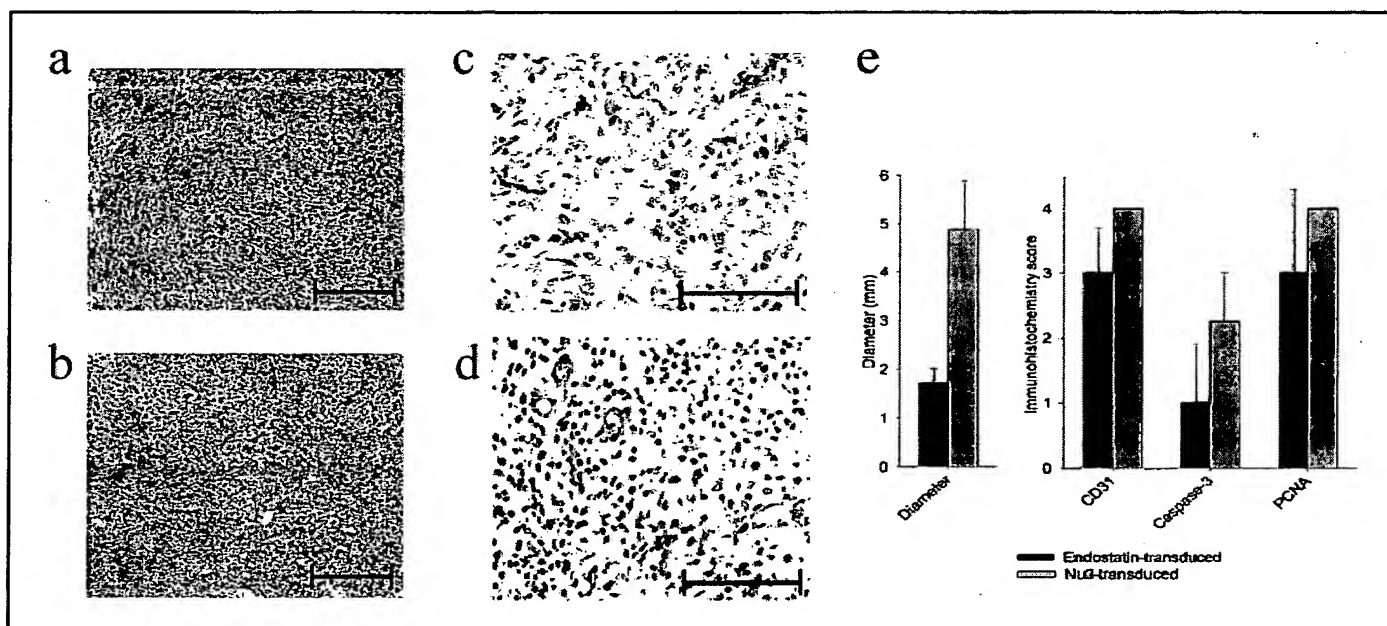 a
b
c
d
e
Diameter (mm)
6
5
4
3
2
1
0
Diameter
Immunohistochemistry score
4
3
2
1
0
CD31
Caspase-3
PCNA
Endostatin-transduced
NuG-transduced